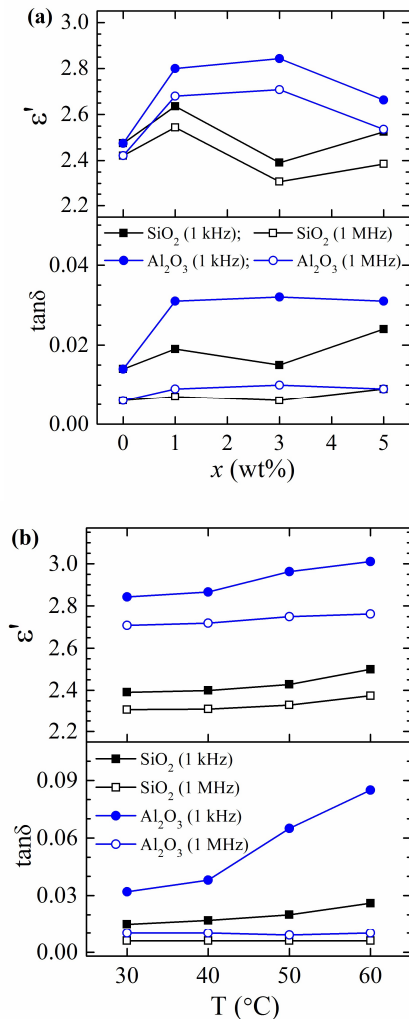 (a)
ε'
2.8
2.6
2.4
2.2
SiO₂ (1 kHz); SiO₂ (1 MHz)
Al₂O₃ (1 kHz); Al₂O₃ (1 MHz)
tanδ
0.04
0.02
0.00
0 1 2 3 4 5
x (wt%)
(b)
ε'
3.0
2.8
2.6
2.4
2.2
SiO₂ (1 kHz)
SiO₂ (1 MHz)
Al₂O₃ (1 kHz)
Al₂O₃ (1 MHz)
tanδ
0.09
0.06
0.03
0.00
30 40 50 60
T (°C)